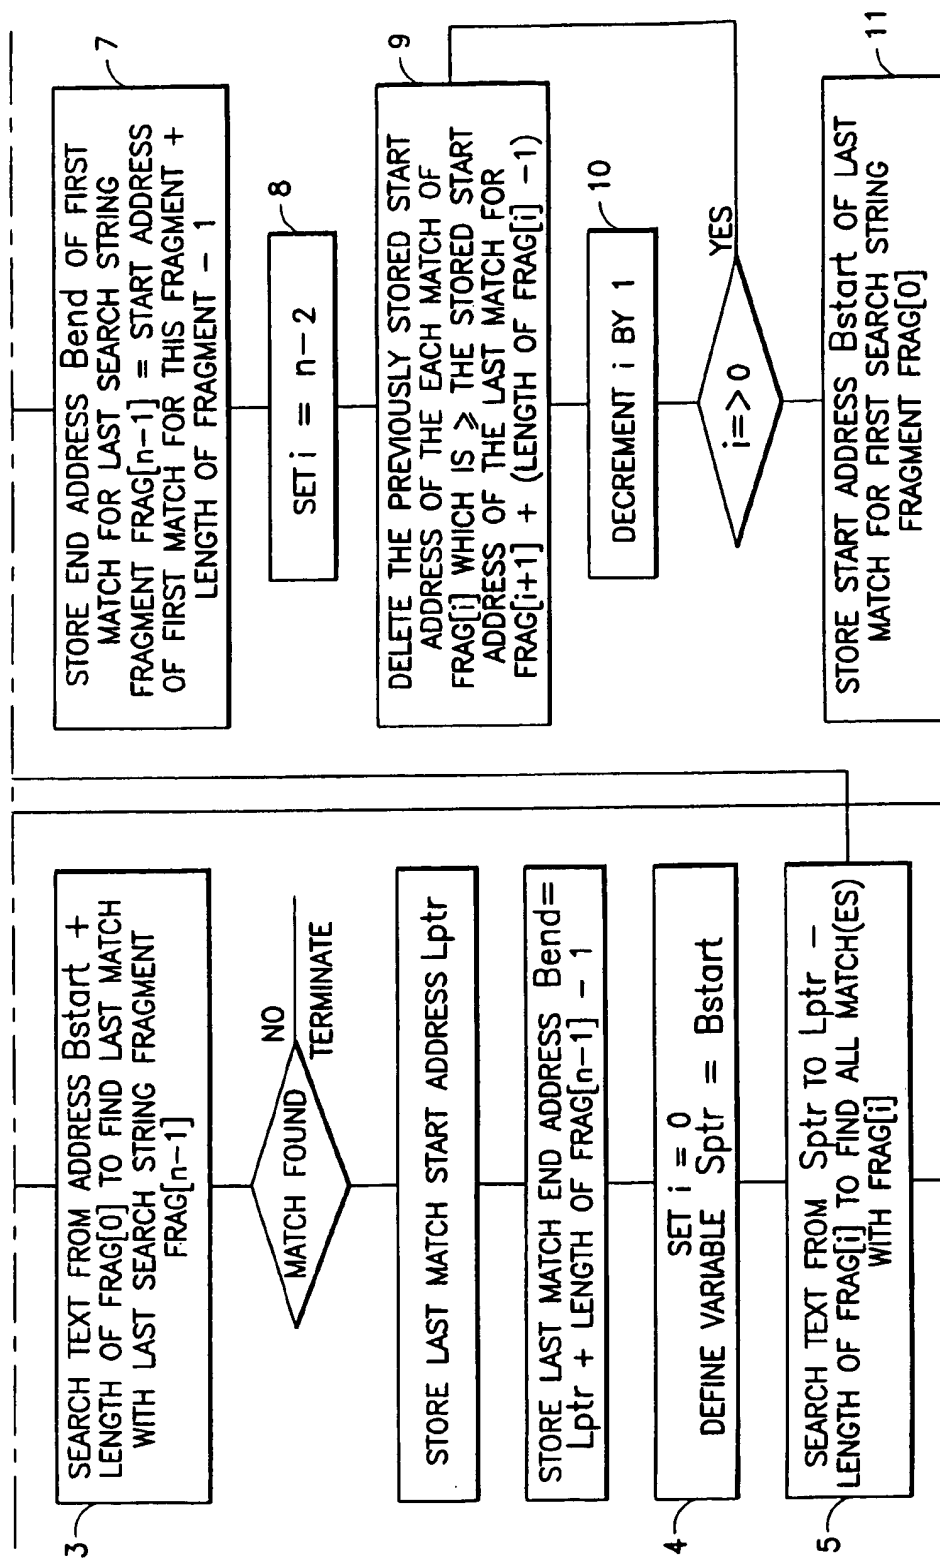 3
SEARCH TEXT FROM ADDRESS Bstart +
LENGTH OF FRAG[0] TO FIND LAST MATCH
WITH LAST SEARCH STRING FRAGMENT
FRAG[n-1]
MATCH FOUND
NO
TERMINATE
STORE LAST MATCH START ADDRESS Lptr
STORE LAST MATCH END ADDRESS Bend=
Lptr + LENGTH OF FRAG[n-1] - 1
4
SET i = 0
DEFINE VARIABLE Sptr = Bstart
5
SEARCH TEXT FROM Sptr TO Lptr -
LENGTH OF FRAG[i] TO FIND ALL MATCH(ES)
WITH FRAG[i]
7
STORE END ADDRESS Bend OF FIRST
MATCH FOR LAST SEARCH STRING
FRAGMENT FRAG[n-1] = START ADDRESS
OF FIRST MATCH FOR THIS FRAGMENT +
LENGTH OF FRAGMENT - 1
8
SET i = n-2
9
DELETE THE PREVIOUSLY STORED START
ADDRESS OF THE EACH MATCH OF
FRAG[i] WHICH IS ⩾ THE STORED START
ADDRESS OF THE LAST MATCH FOR
FRAG[i+1] + (LENGTH OF FRAG[i] -1)
10
DECREMENT i BY 1
i=>0
YES
11
STORE START ADDRESS Bstart OF LAST
MATCH FOR FIRST SEARCH STRING
FRAGMENT FRAG[0]